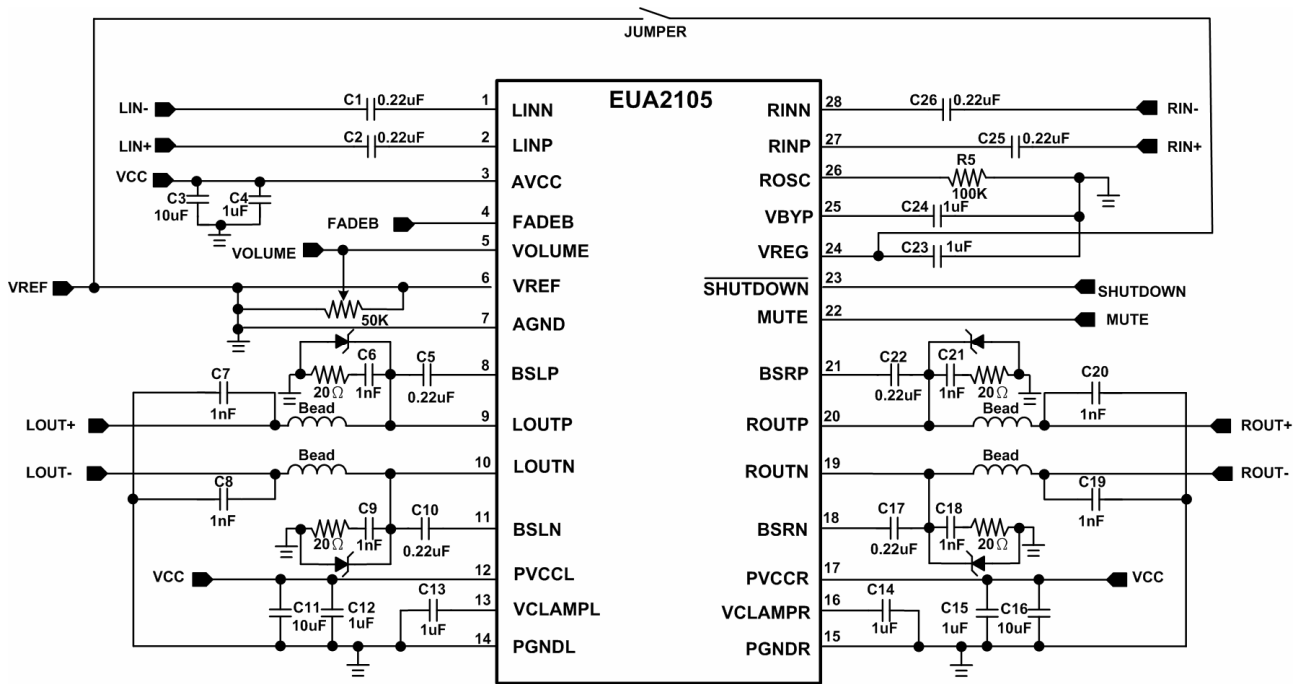 JUMPER
EUA2105
LIN- C1 0.22uF 1 LINN
LIN+ C2 0.22uF 2 LINP
VCC 3 AVCC
C3 10uF
C4 1uF
FADEB 4 FADEB
VOLUME 5 VOLUME
VREF 6 VREF
50K
7 AGND
C7 1nF
20Ω
C6 1nF
C5 0.22uF
8 BSLP
LOUT+ Bead 9 LOUTP
LOUT- Bead 10 LOUTN
C8 1nF
20Ω
C9 1nF
C10 0.22uF
11 BSLN
VCC 12 PVCCL
C11 10uF
C12 1uF
C13 1uF
13 VCLAMPL
14 PGNDL
RINN 28 C26 0.22uF RIN-
RINP 27 C25 0.22uF RIN+
ROSC 26 R5 100K
VBYP 25 C24 1uF
VREG 24 C23 1uF
SHUTDOWN 23 SHUTDOWN
MUTE 22 MUTE
BSRP 21 C22 0.22uF
C21 1nF
20Ω
C20 1nF
ROUTP 20 Bead ROUT+
ROUTN 19 Bead ROUT-
C19 1nF
BSRN 18 C17 0.22uF
C18 1nF
20Ω
PVCCR 17 VCC
VCLAMPR 16 C14 1uF
C15 1uF
C16 10uF
PGNDR 15